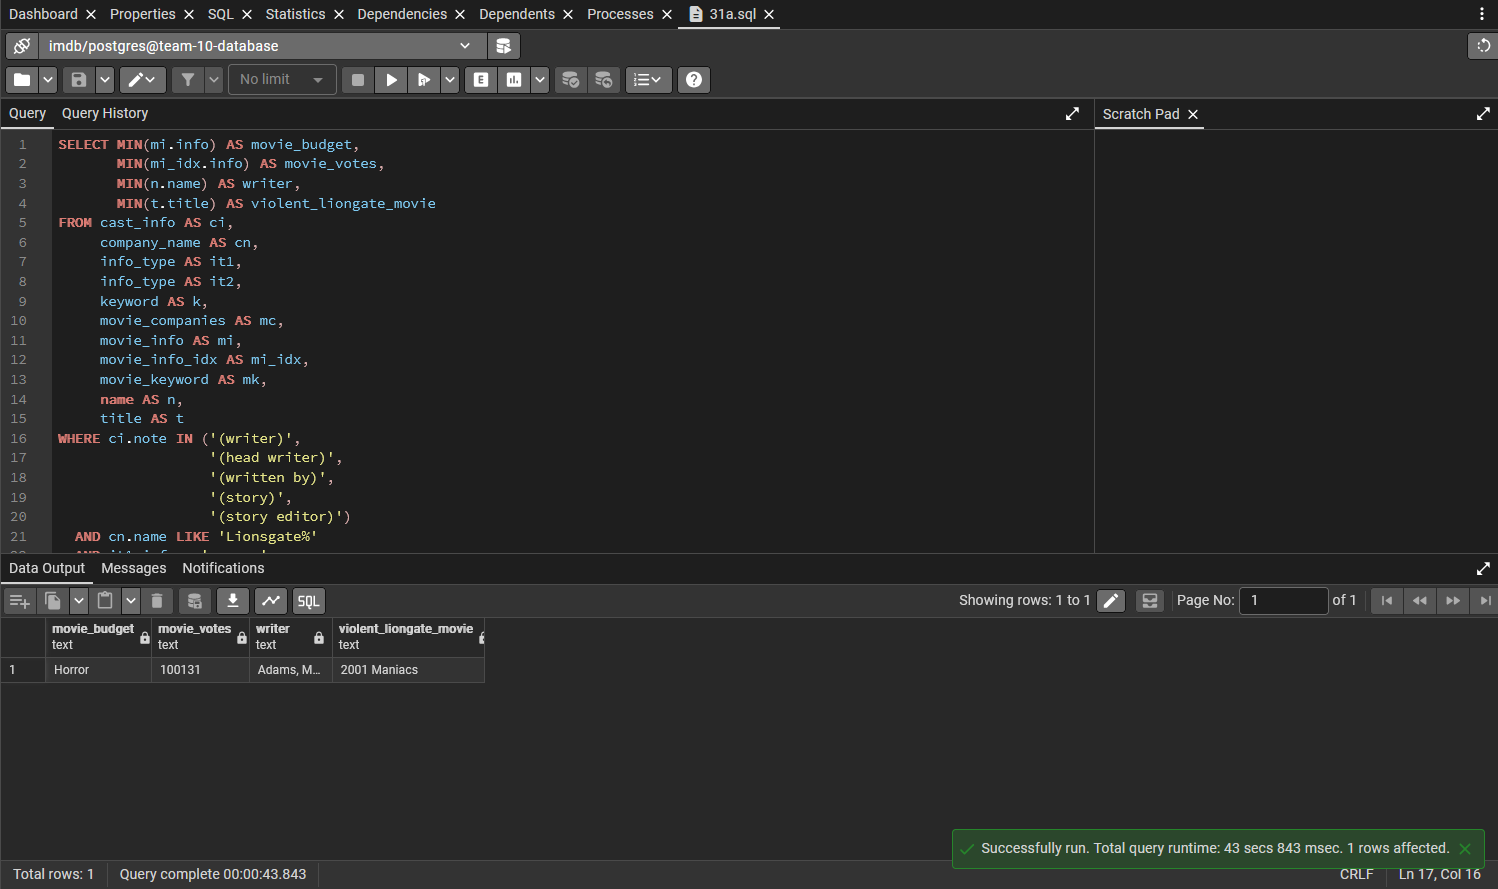 Dashboard Properties SQL Statistics Dependencies Dependents Processes 31a.sql
imdb/postgres@team-10-database
No limit E
Query Query History Scratch Pad
1 SELECT MIN(mi.info) AS movie_budget,
2 MIN(mi_idx.info) AS movie_votes,
3 MIN(n.name) AS writer,
4 MIN(t.title) AS violent_liongate_movie
5 FROM cast_info AS ci,
6 company_name AS cn,
7 info_type AS it1,
8 info_type AS it2,
9 keyword AS k,
10 movie_companies AS mc,
11 movie_info AS mi,
12 movie_info_idx AS mi_idx,
13 movie_keyword AS mk,
14 name AS n,
15 title AS t
16 WHERE ci.note IN ('(writer)',
17 '(head writer)',
18 '(written by)',
19 '(story)',
20 '(story editor)')
21 AND cn.name LIKE 'Lionsgate%'
Data Output Messages Notifications
SQL Showing rows: 1 to 1 Page No: 1 of 1
movie_budget movie_votes writer violent_liongate_movie
text text text text
1 Horror 100131 Adams, M... 2001 Maniacs
Successfully run. Total query runtime: 43 secs 843 msec. 1 rows affected.
Total rows: 1 Query complete 00:00:43.843 CRLF Ln 17, Col 16